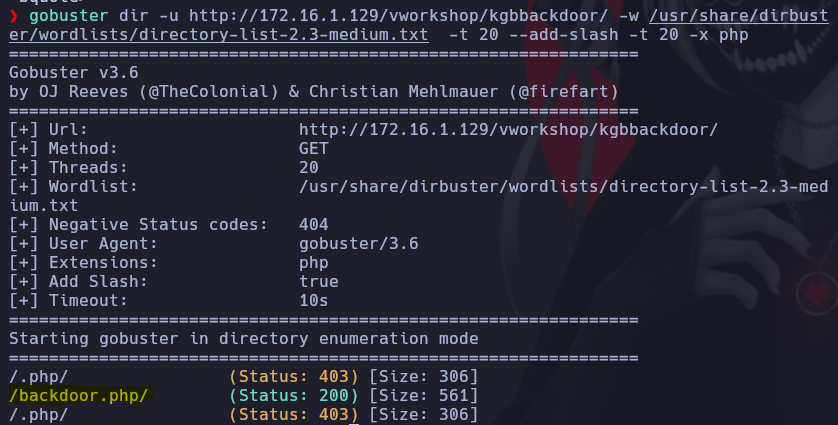 ❯ gobuster dir -u http://172.16.1.129/vworkshop/kgbbackdoor/ -w /usr/share/dirbust
er/wordlists/directory-list-2.3-medium.txt  -t 20 --add-slash -t 20 -x php
===============================================================
Gobuster v3.6
by OJ Reeves (@TheColonial) & Christian Mehlmauer (@firefart)
===============================================================
[+] Url:                     http://172.16.1.129/vworkshop/kgbbackdoor/
[+] Method:                  GET
[+] Threads:                 20
[+] Wordlist:                /usr/share/dirbuster/wordlists/directory-list-2.3-med
ium.txt
[+] Negative Status codes:   404
[+] User Agent:              gobuster/3.6
[+] Extensions:              php
[+] Add Slash:               true
[+] Timeout:                 10s
===============================================================
Starting gobuster in directory enumeration mode
===============================================================
/.php/                (Status: 403) [Size: 306]
/backdoor.php/        (Status: 200) [Size: 561]
/.php/                (Status: 403) [Size: 306]